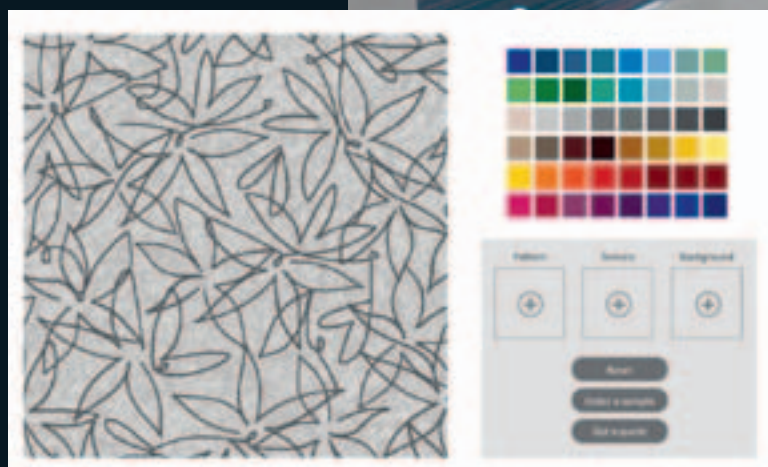 Pattern
Background
Reset
Order a sample
Get a quote